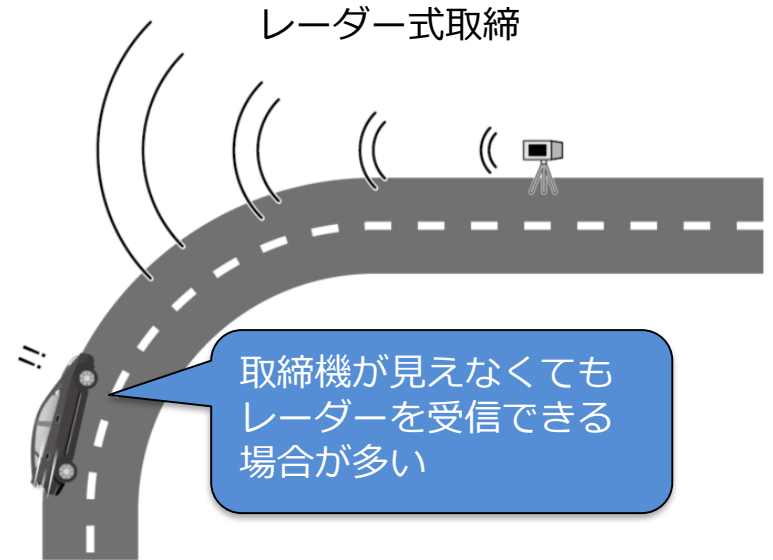 レーダー式取締
取締機が見えなくても
レーダーを受信できる
場合が多い